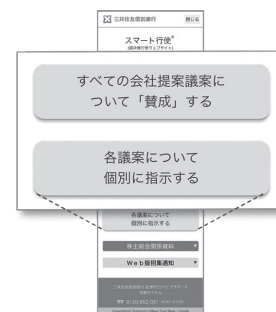 三井住友信託銀行
閉じる
スマート行使®
すべての会社提案議案に
ついて「賛成」する
各議案について
個別に指示する
各議案について
個別に指示する
株主総会関係資料
Web版招集通知